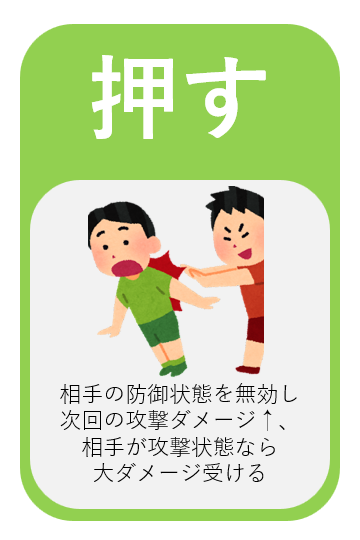 押す
相手の防御状態を無効し
次回の攻撃ダメージ↑、
相手が攻撃状態なら
大ダメージ受ける